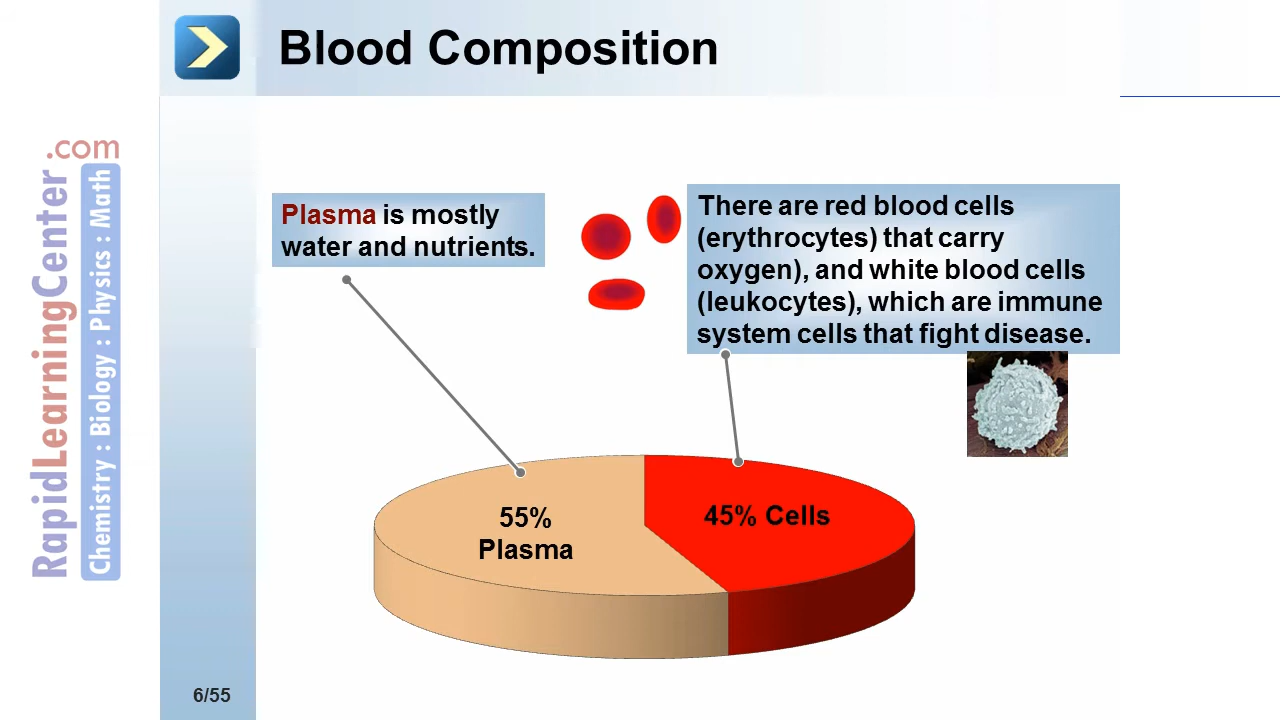 Blood Composition
RapidLearningCenter.com
Chemistry : Biology : Physics : Math
Plasma is mostly
water and nutrients.
There are red blood cells
(erythrocytes) that carry
oxygen), and white blood cells
(leukocytes), which are immune
system cells that fight disease.
55%
Plasma
45% Cells
6/55